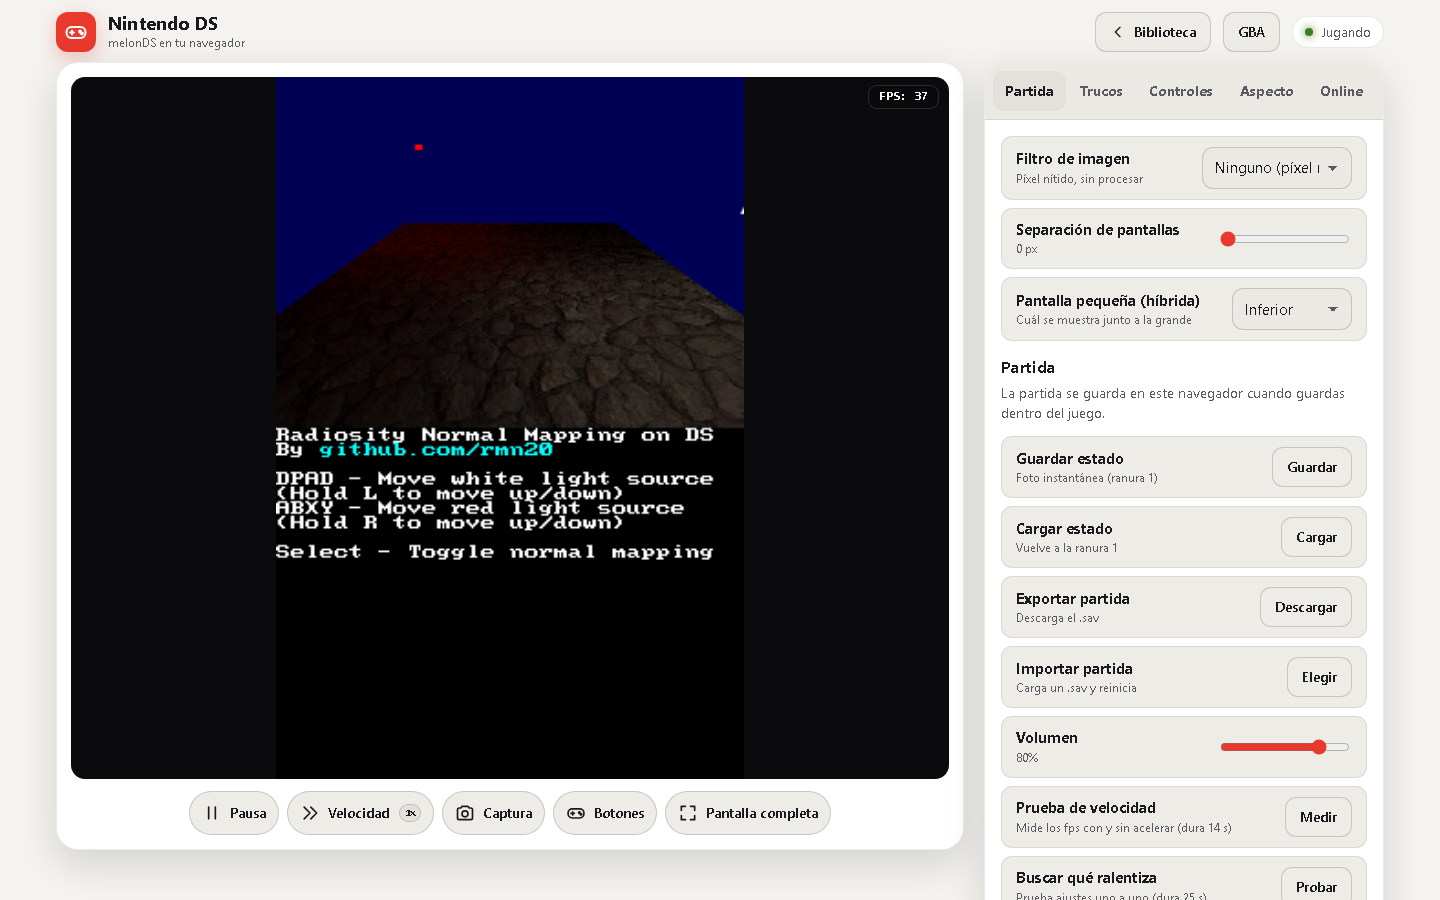 Nintendo DS
melonDS en tu navegador
Biblioteca
GBA
Jugando
FPS: 37
Radiosity Normal Mapping on DS
By github.com/rmn20
DPAD - Move white light source
(Hold L to move up/down)
ABXY - Move red light source
(Hold R to move up/down)
Select - Toggle normal mapping
Pausa
Velocidad
Captura
Botones
Pantalla completa
Partida Trucos Controles Aspecto Online
Filtro de imagen
Píxel nítido, sin procesar
Ninguno (píxel
Separación de pantallas
0 px
Pantalla pequeña (híbrida)
Cuál se muestra junto a la grande
Inferior
Partida
La partida se guarda en este navegador cuando guardas
dentro del juego.
Guardar estado
Foto instantánea (ranura 1)
Guardar
Cargar estado
Vuelve a la ranura 1
Cargar
Exportar partida
Descarga el .sav
Descargar
Importar partida
Carga un .sav y reinicia
Elegir
Volumen
80%
Prueba de velocidad
Mide los fps con y sin acelerar (dura 14 s)
Medir
Buscar qué ralentiza
Prueba ajustes uno a uno (dura 25 s)
Probar